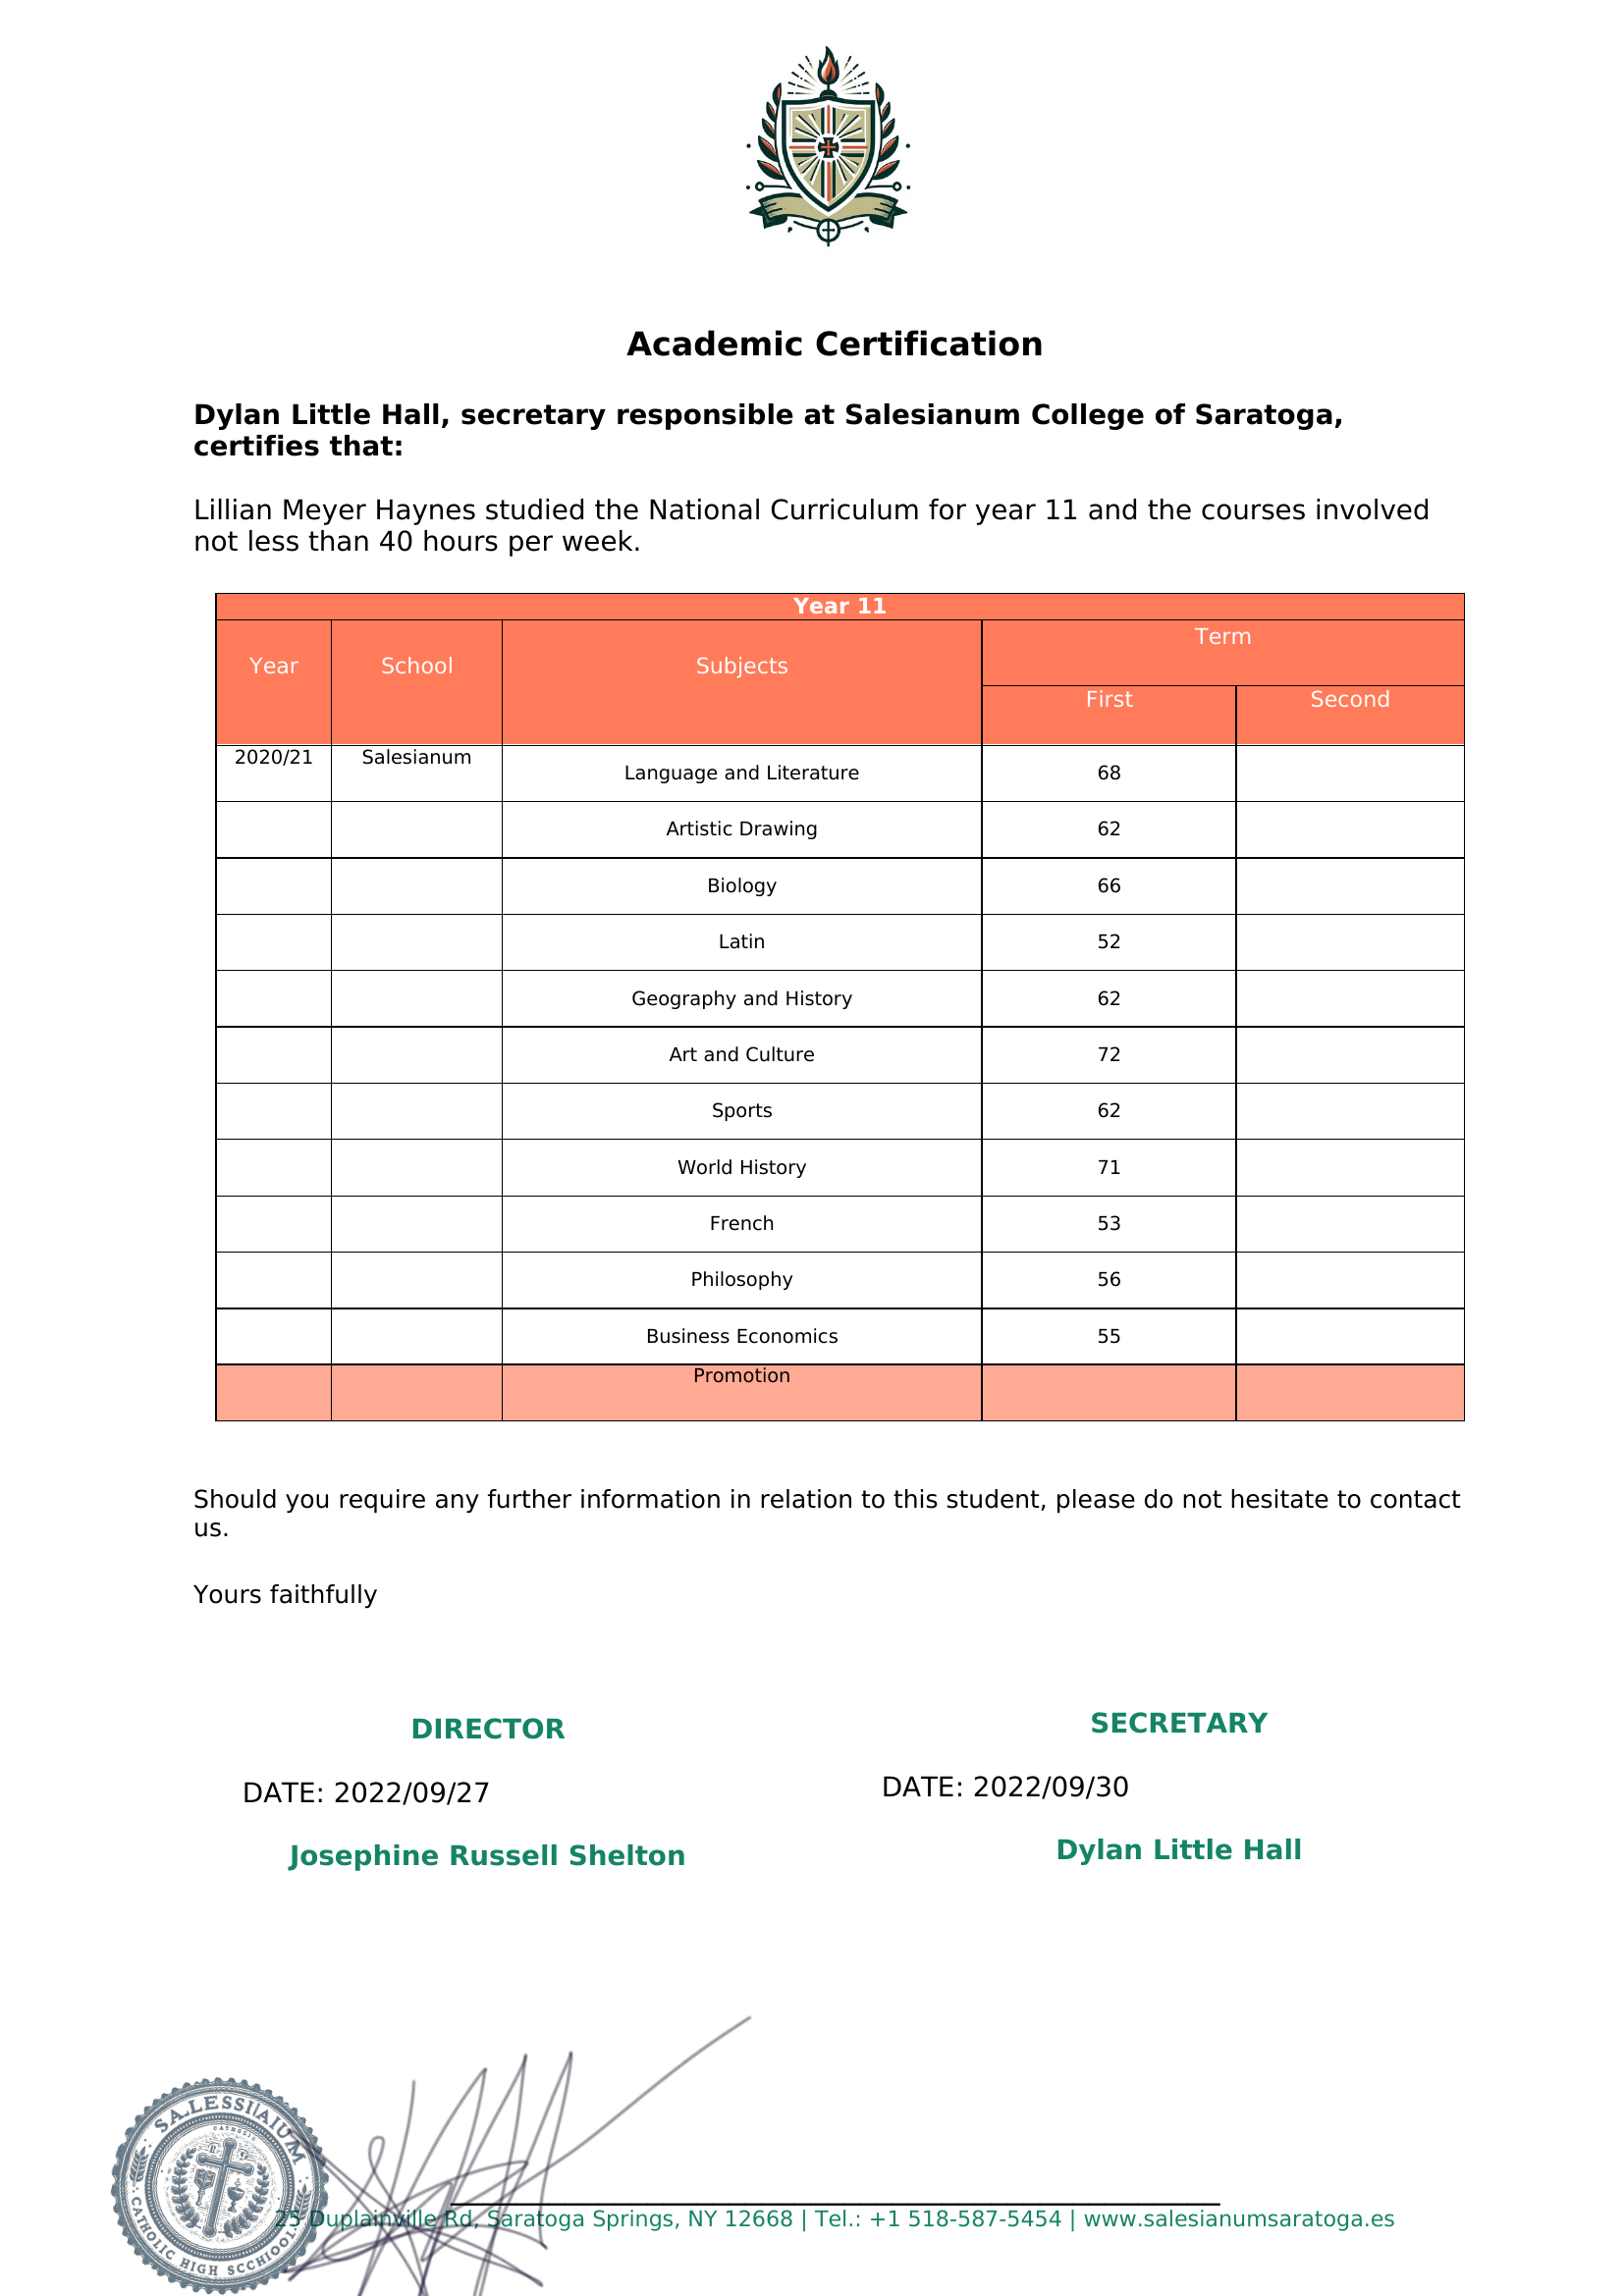 Academic Certification
Dylan Little Hall, secretary responsible at Salesianum College of Saratoga,
certifies that:
Lillian Meyer Haynes studied the National Curriculum for year 11 and the courses involved
not less than 40 hours per week.
Year 11
Year School Subjects Term
First Second
2020/21 Salesianum Language and Literature 68
Artistic Drawing 62
Biology 66
Latin 52
Geography and History 62
Art and Culture 72
Sports 62
World History 71
French 53
Philosophy 56
Business Economics 55
Promotion
Should you require any further information in relation to this student, please do not hesitate to contact
us.
Yours faithfully
DIRECTOR
DATE: 2022/09/27
Josephine Russell Shelton
SECRETARY
DATE: 2022/09/30
Dylan Little Hall
CATHOLIC
CATHOLIC HIGH SCCHIOOL
25 Duplainville Rd, Saratoga Springs, NY 12668 | Tel.: +1 518-587-5454 | www.salesianumsaratoga.es